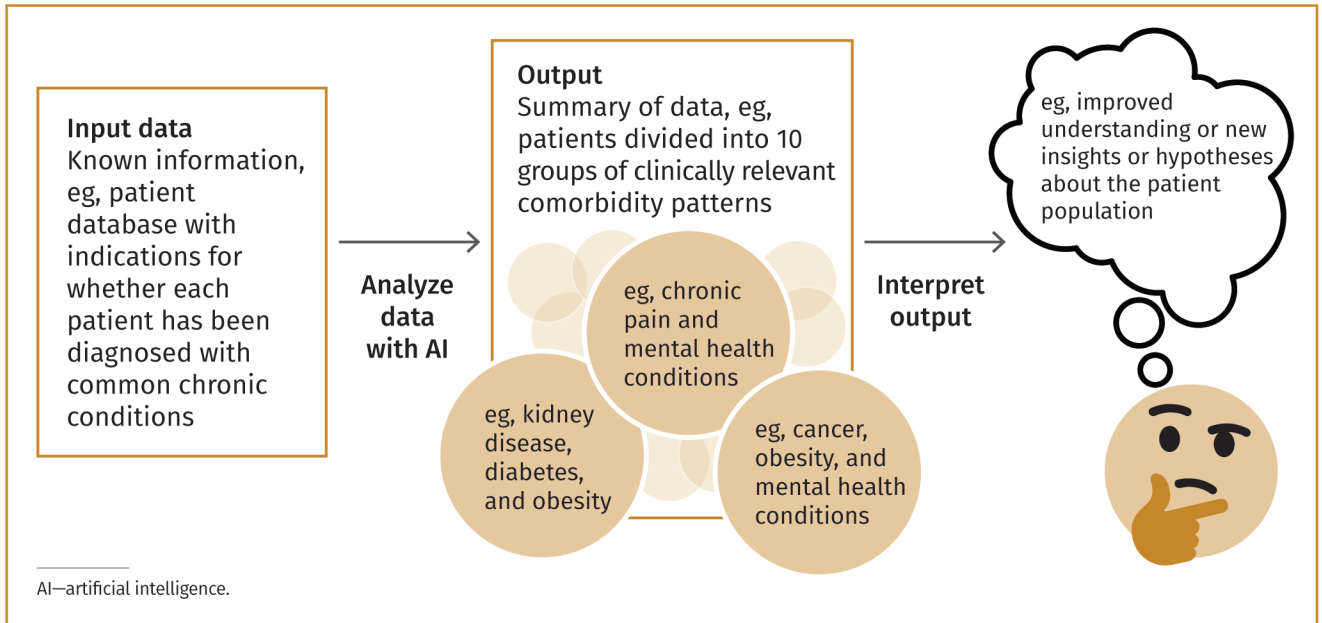 Input data
Known information,
eg, patient
database with
indications for
whether each
patient has been
diagnosed with
common chronic
conditions
Analyze
data
with AI
Output
Summary of data, eg,
patients divided into 10
groups of clinically relevant
comorbidity patterns
eg, chronic
pain and
mental health
conditions
eg, kidney
disease,
diabetes,
and obesity
eg, cancer,
obesity, and
mental health
conditions
Interpret
output
eg, improved
understanding or new
insights or hypotheses
about the patient
population
AI—artificial intelligence.